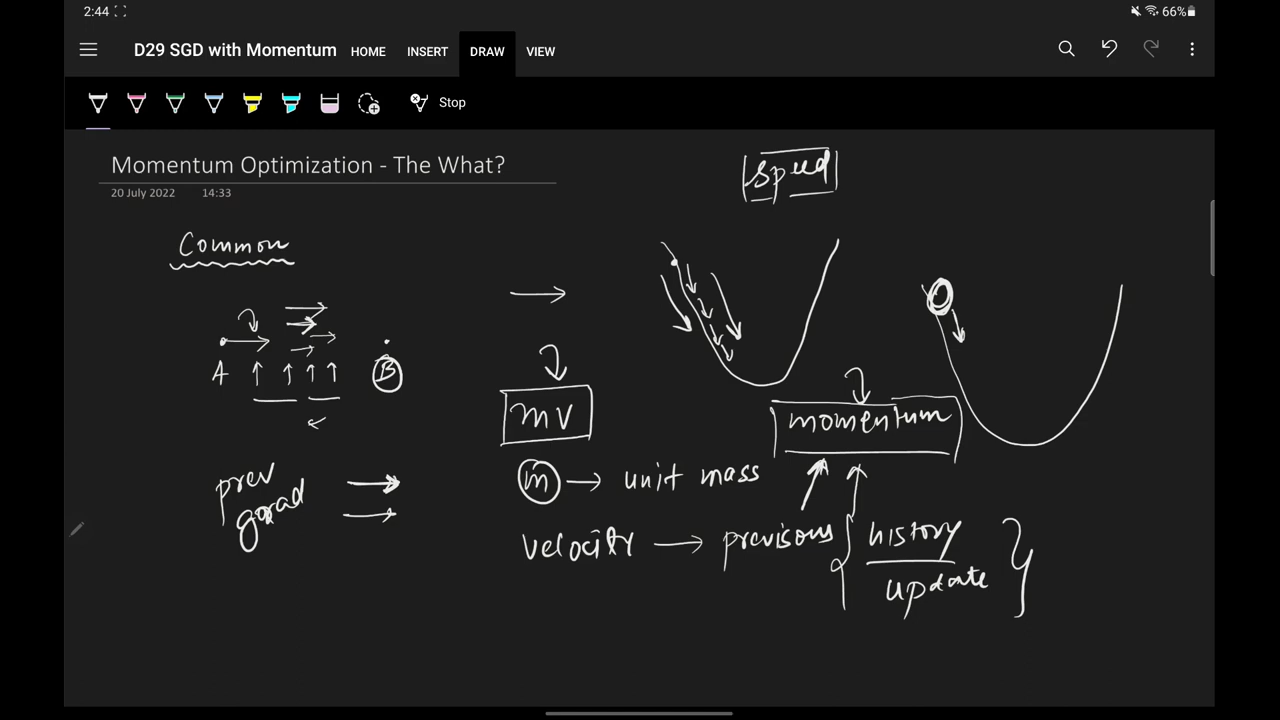 2:44
66%
D29 SGD with Momentum HOME INSERT DRAW VIEW
Stop
Momentum Optimization - The What?
20 July 2022 14:33
Speed
Common
A B
mv
momentum
m → unit mass
prev
grad
velocity → previsous { history
update }